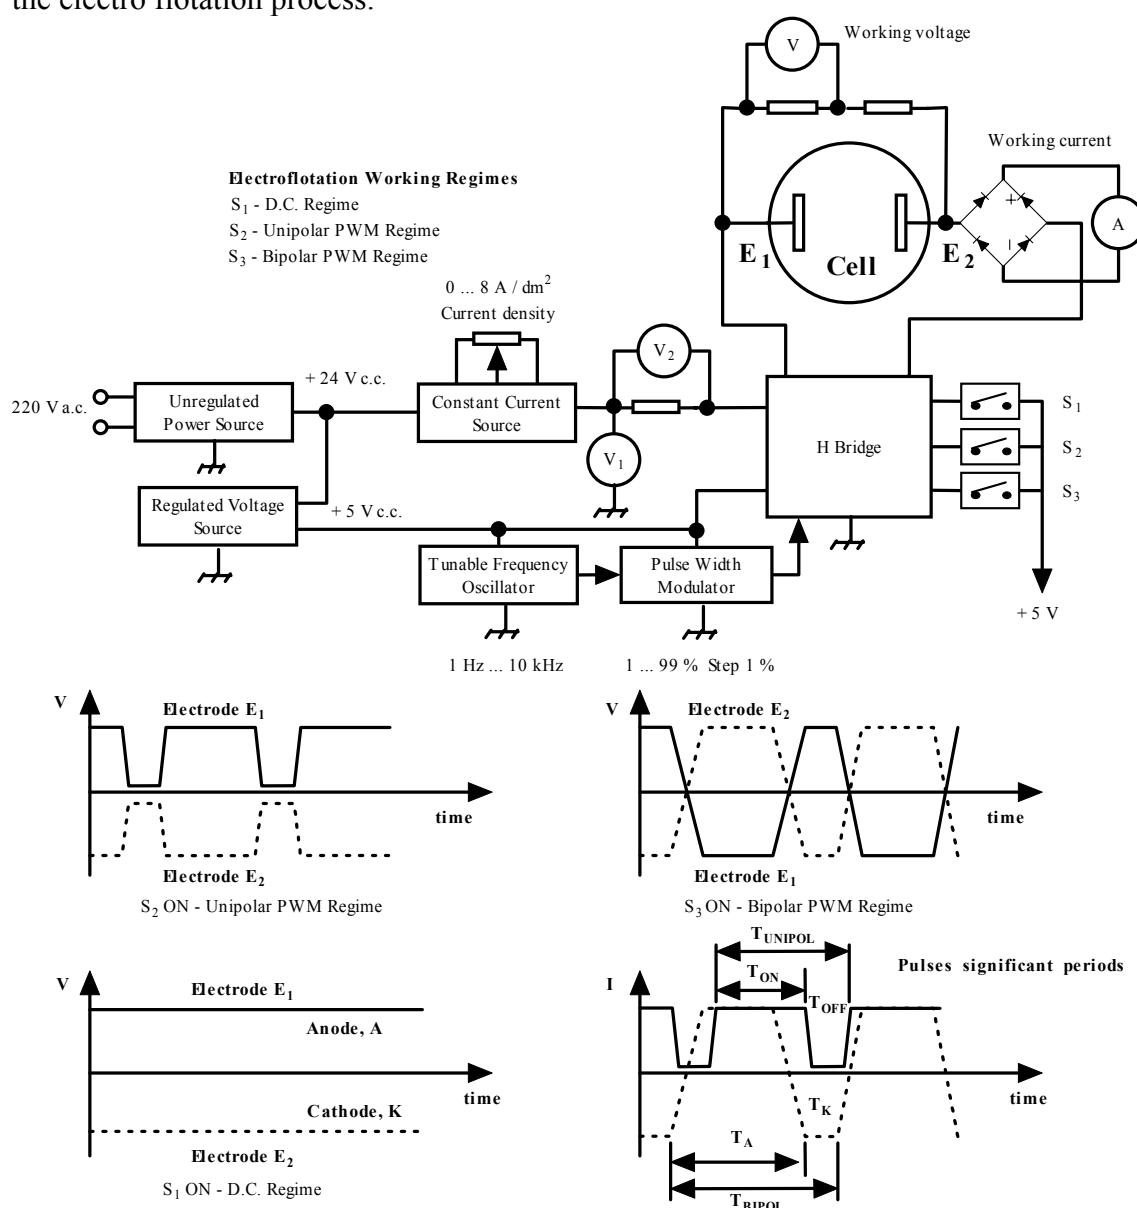 the electro flotation process.
V
Working voltage
Working current
A
Electroflotation Working Regimes
S1 - D.C. Regime
S2 - Unipolar PWM Regime
S3 - Bipolar PWM Regime
E1
Cell
E2
+
–
0 ... 8 A / dm2
Current density
V2
220 V a.c.
Unregulated
Power Source
+ 24 V c.c.
Constant Current
Source
V1
H Bridge
S1
S2
S3
Regulated Voltage
Source
+ 5 V c.c.
Tunable Frequency
Oscillator
Pulse Width
Modulator
+ 5 V
1 Hz ... 10 kHz
1 ... 99 % Step 1 %
V
Electrode E1
time
Electrode E2
S2 ON - Unipolar PWM Regime
V
Electrode E2
time
Electrode E1
S3 ON - Bipolar PWM Regime
V
Electrode E1
Anode, A
time
Cathode, K
Electrode E2
S1 ON - D.C. Regime
TUNIPOL
Pulses significant periods
I
TON
TOFF
time
TK
TA
TBIPOL